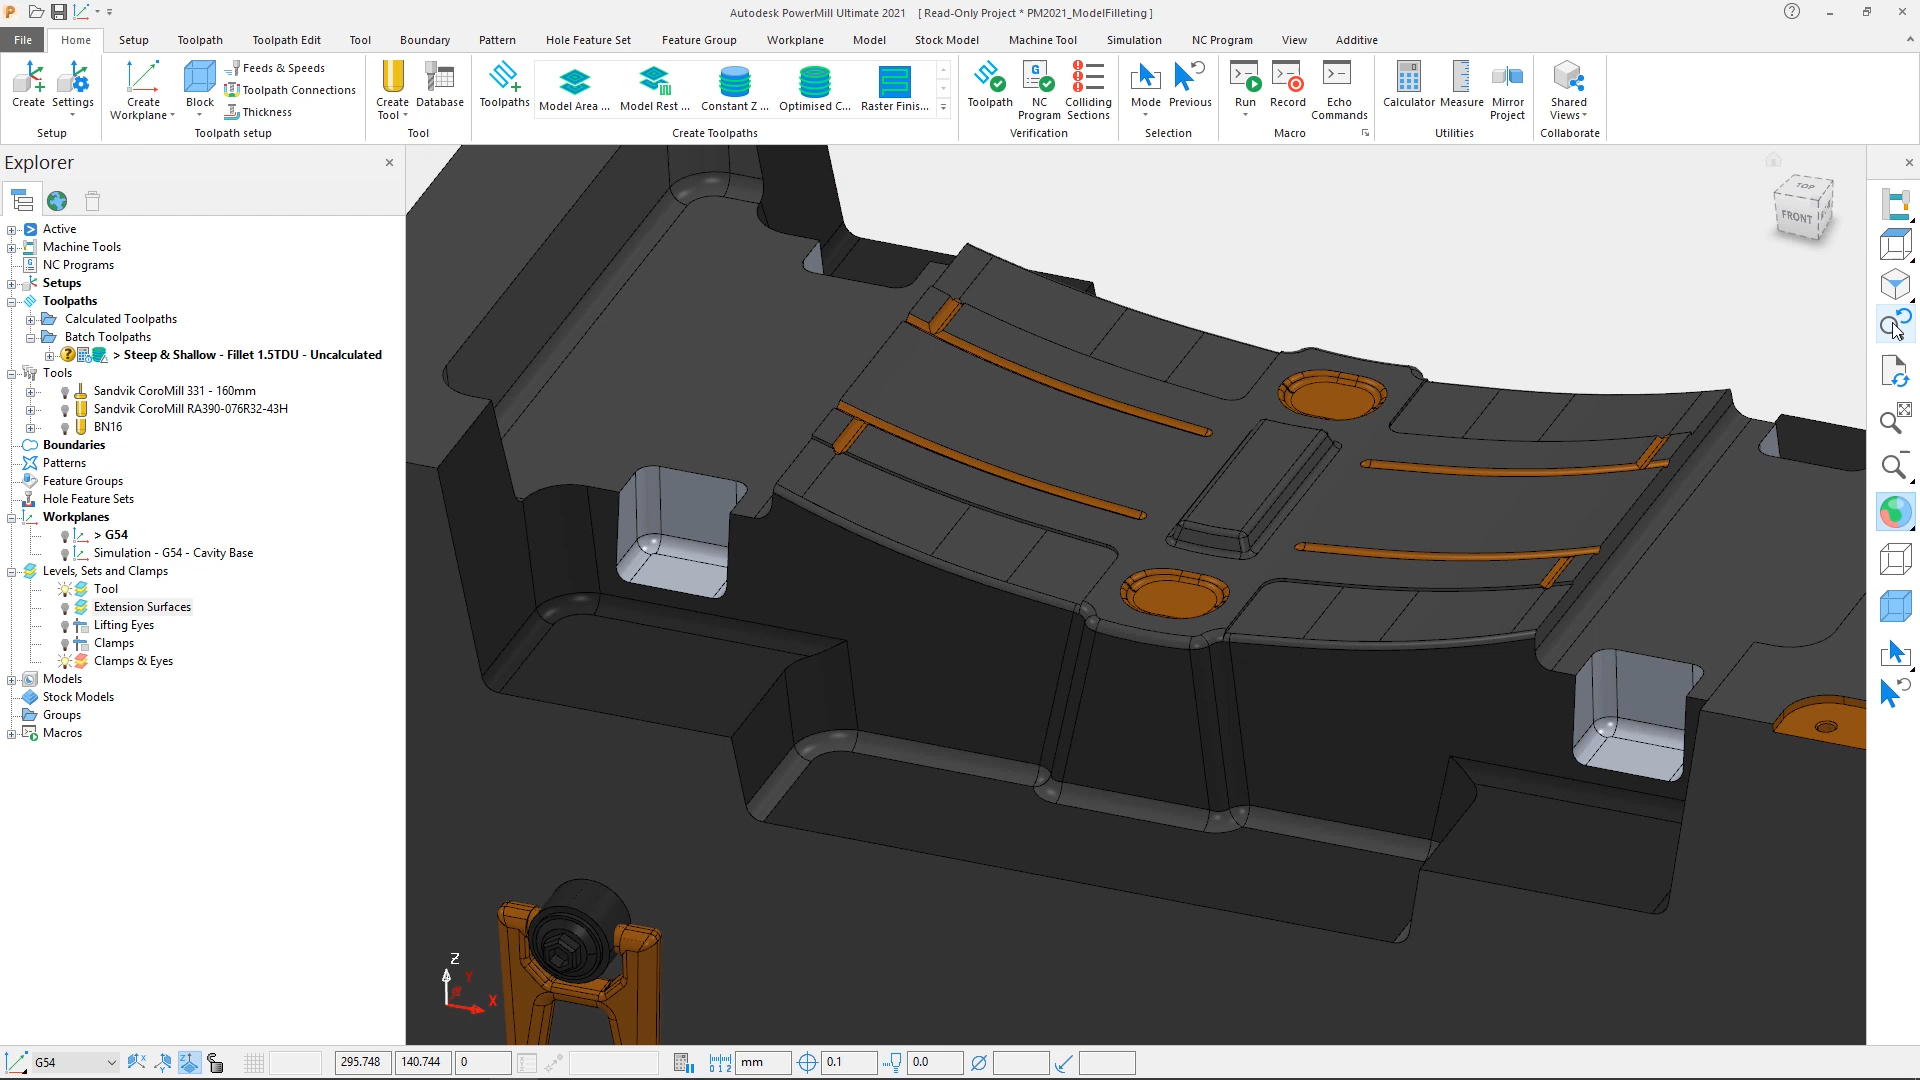 Autodesk PowerMill Ultimate 2021 [ Read-Only Project * PM2021_ModelFilleting ]
File Home Setup Toolpath Toolpath Edit Tool Boundary Pattern Hole Feature Set Feature Group Workplane Model Stock Model Machine Tool Simulation NC Program View Additive
Create
Settings
Setup
Create Workplane
Block
Feeds & Speeds
Toolpath Connections
Thickness
Toolpath setup
Create Tool
Database
Tool
Toolpaths
Model Area ...
Model Rest ...
Constant Z ...
Optimised C...
Raster Finis...
Create Toolpaths
Toolpath
NC Program
Colliding Sections
Verification
Mode
Previous
Selection
Run
Record
Echo Commands
Macro
Calculator
Measure
Mirror Project
Utilities
Shared Views
Collaborate
Explorer
Active
Machine Tools
NC Programs
Setups
Toolpaths
Calculated Toolpaths
Batch Toolpaths
> Steep & Shallow - Fillet 1.5TDU - Uncalculated
Tools
Sandvik CoroMill 331 - 160mm
Sandvik CoroMill RA390-076R32-43H
BN16
Boundaries
Patterns
Feature Groups
Hole Feature Sets
Workplanes
> G54
Simulation - G54 - Cavity Base
Levels, Sets and Clamps
Tool
Extension Surfaces
Lifting Eyes
Clamps
Clamps & Eyes
Models
Stock Models
Groups
Macros
TOP
FRONT
Z
Y
X
G54 295.748 140.744 0 mm 0.1 0.0